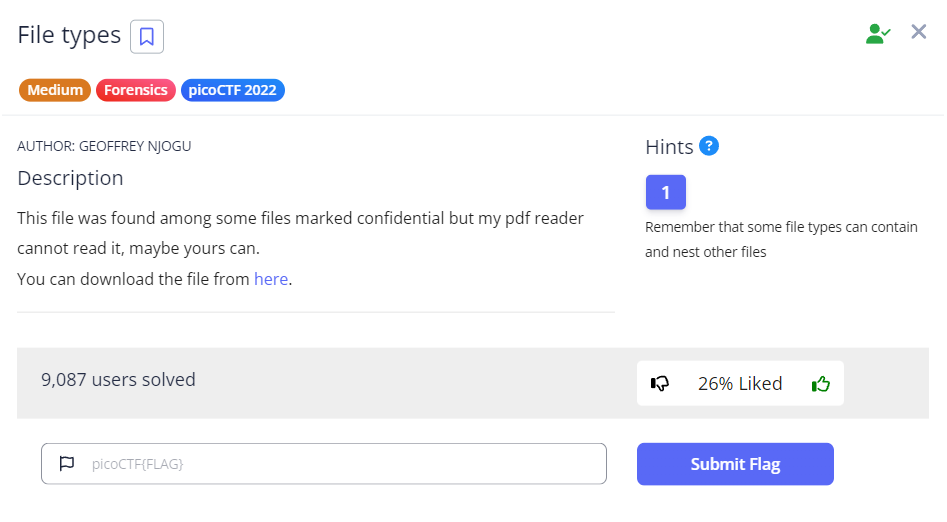 File types
Medium Forensics picoCTF 2022
AUTHOR: GEOFFREY NJOGU
Description
This file was found among some files marked confidential but my pdf reader
cannot read it, maybe yours can.
You can download the file from here.
Hints ?
1
Remember that some file types can contain
and nest other files
9,087 users solved
26% Liked
picoCTF{FLAG}
Submit Flag